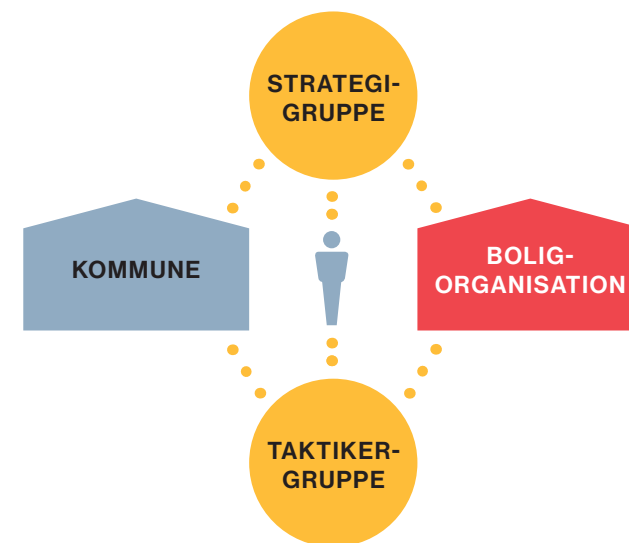 STRATEGI-
GRUPPE
KOMMUNE
BOLIG-
ORGANISATION
TAKTIKER-
GRUPPE